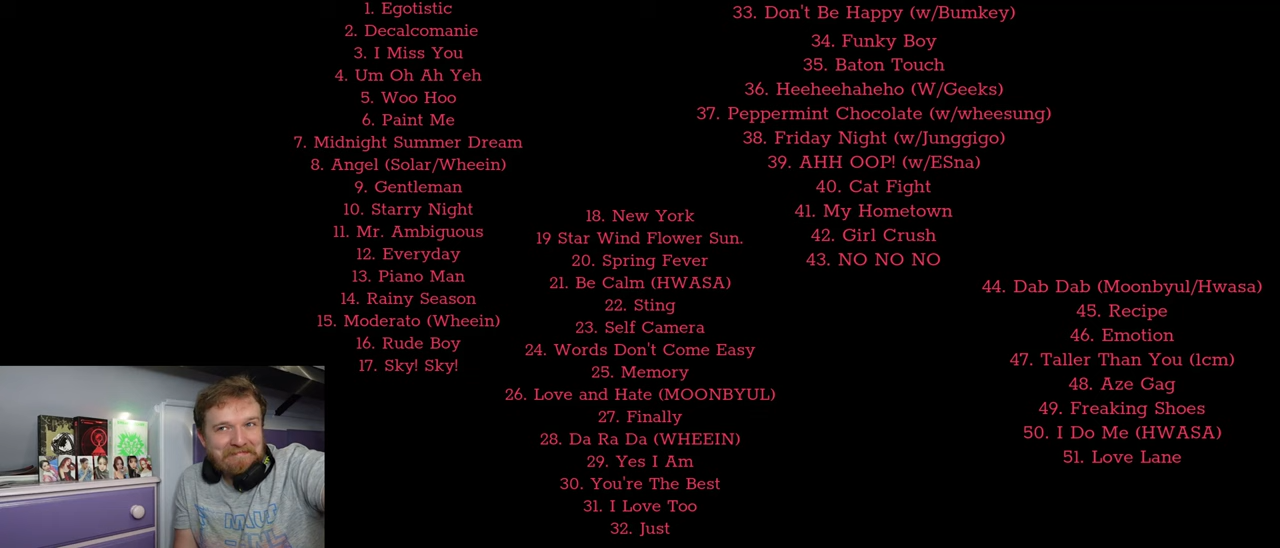 1. Egotistic
2. Decalcomanie
3. I Miss You
4. Um Oh Ah Yeh
5. Woo Hoo
6. Paint Me
7. Midnight Summer Dream
8. Angel (Solar/Wheein)
9. Gentleman
10. Starry Night
11. Mr. Ambiguous
12. Everyday
13. Piano Man
14. Rainy Season
15. Moderato (Wheein)
16. Rude Boy
17. Sky! Sky!
18. New York
19 Star Wind Flower Sun.
20. Spring Fever
21. Be Calm (HWASA)
22. Sting
23. Self Camera
24. Words Don't Come Easy
25. Memory
26. Love and Hate (MOONBYUL)
27. Finally
28. Da Ra Da (WHEEIN)
29. Yes I Am
30. You're The Best
31. I Love Too
32. Just
33. Don't Be Happy (w/Bumkey)
34. Funky Boy
35. Baton Touch
36. Heeheehaheho (W/Geeks)
37. Peppermint Chocolate (w/wheesung)
38. Friday Night (w/Junggigo)
39. AHH OOP! (w/ESna)
40. Cat Fight
41. My Hometown
42. Girl Crush
43. NO NO NO
44. Dab Dab (Moonbyul/Hwasa)
45. Recipe
46. Emotion
47. Taller Than You (1cm)
48. Aze Gag
49. Freaking Shoes
50. I Do Me (HWASA)
51. Love Lane